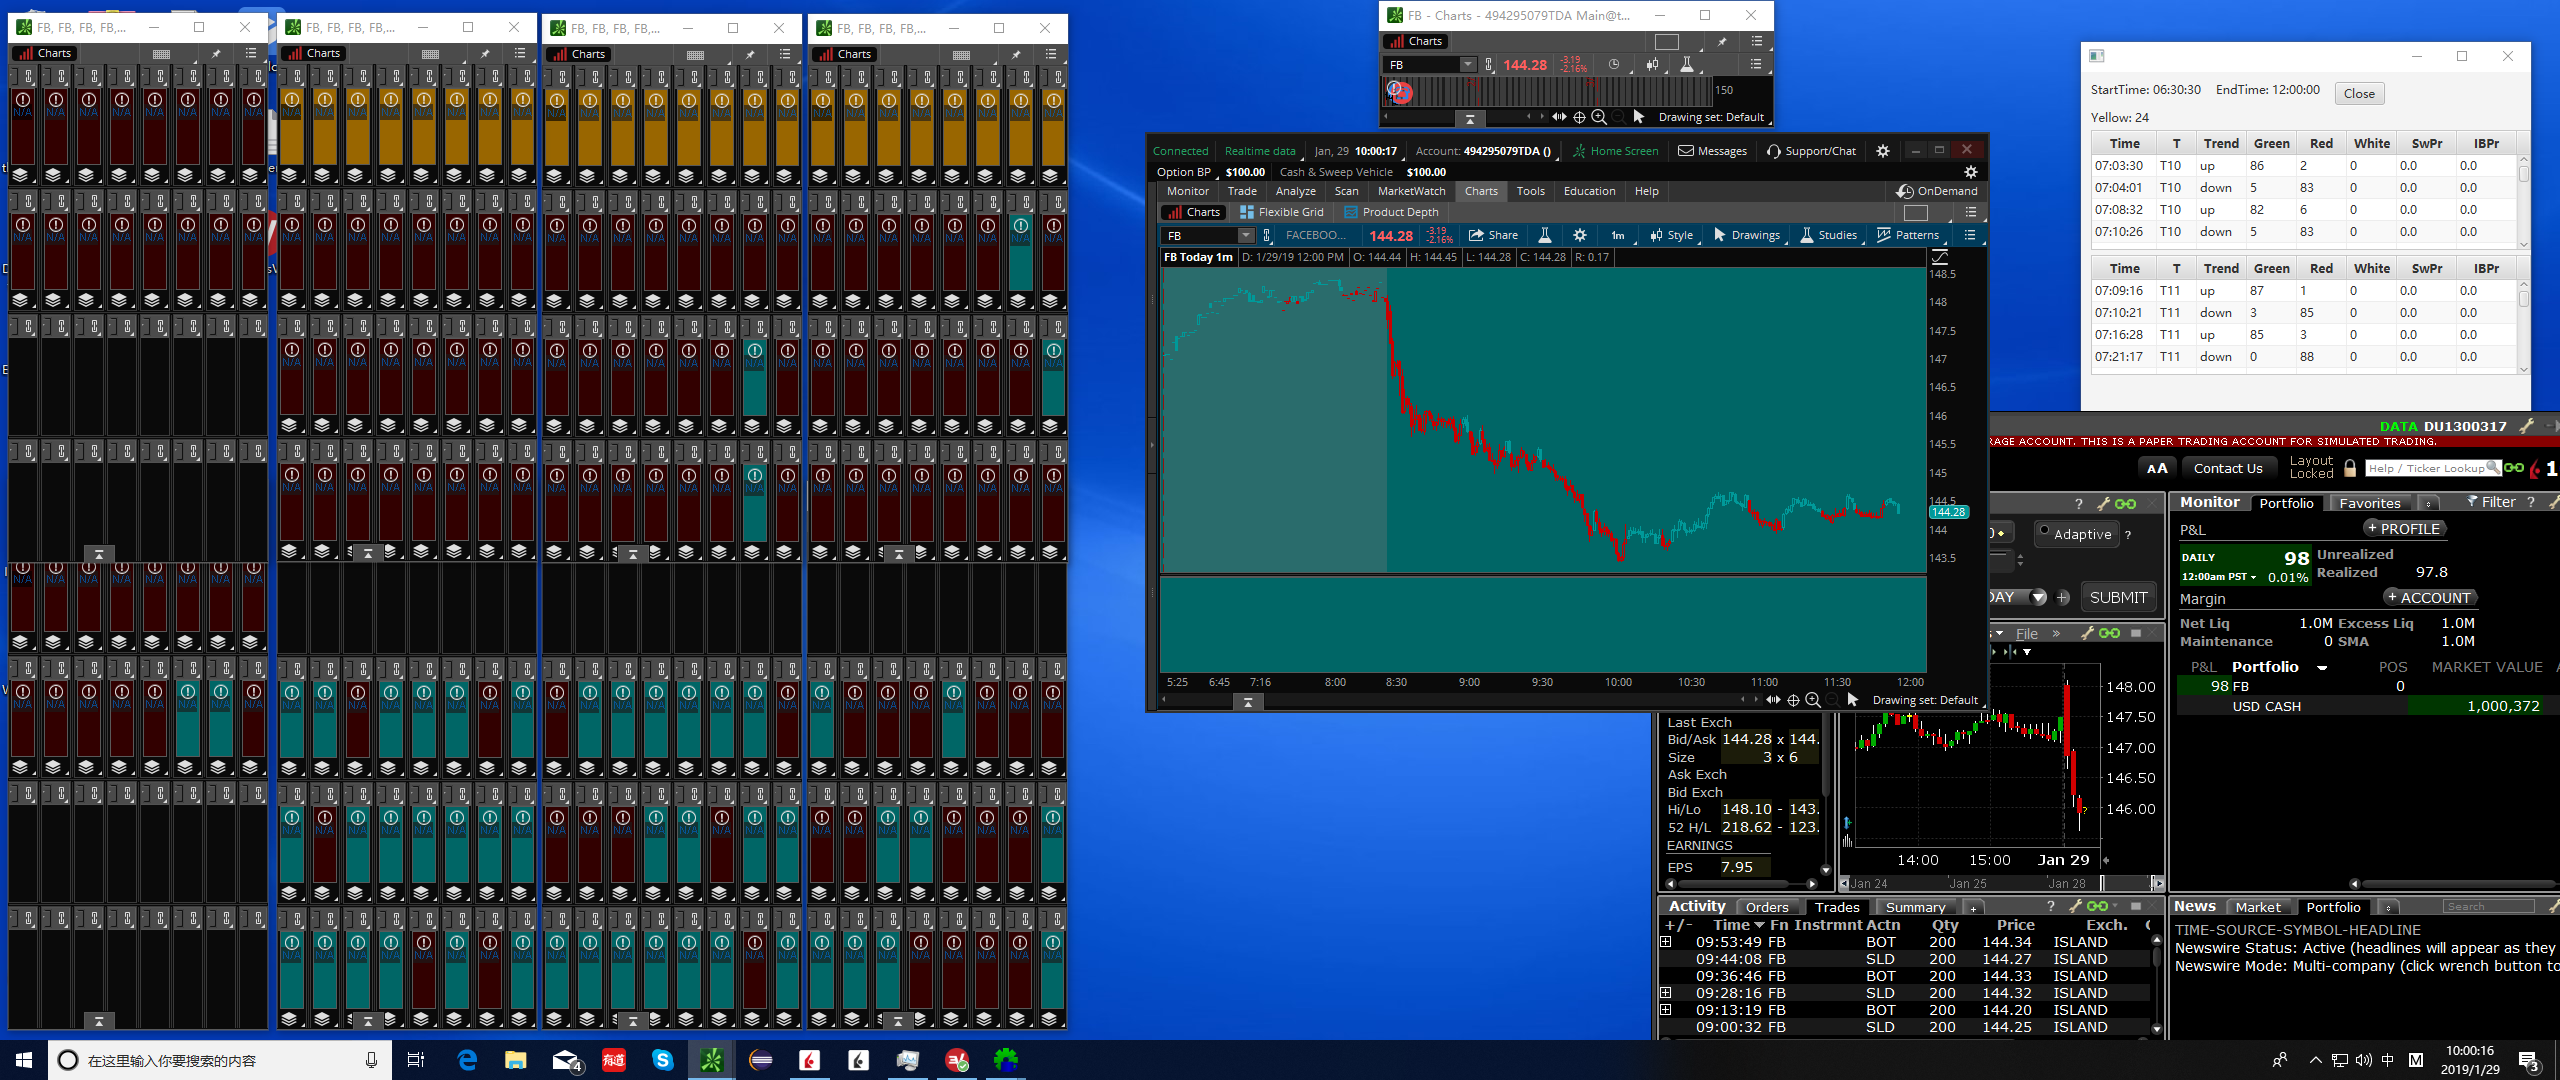 FB, FB, FB, FB,...
Charts
FB, FB, FB, FB,...
Charts
FB, FB, FB, FB,...
Charts
FB, FB, FB, FB,...
Charts
FB - Charts - 494295079TDA Main@t...
Charts
FB 144.28 -3.19 -2.16%
150
Drawing set: Default
Connected Realtime data Jan, 29 10:00:17 Account: 494295079TDA () Home Screen Messages Support/Chat
Option BP $100.00 Cash & Sweep Vehicle $100.00
Monitor Trade Analyze Scan MarketWatch Charts Tools Education Help OnDemand
Charts Flexible Grid Product Depth
FB FACEBOO... 144.28 -3.19 -2.16% Share 1m Style Drawings Studies Patterns
FB Today 1m D: 1/29/19 12:00 PM O: 144.44 H: 144.45 L: 144.28 C: 144.28 R: 0.17
148.5
148
147.5
147
146.5
146
145.5
145
144.5
144.28
144
143.5
5:25 6:45 7:16 8:00 8:30 9:00 9:30 10:00 10:30 11:00 11:30 12:00
Drawing set: Default
StartTime: 06:30:30 EndTime: 12:00:00 Close
Yellow: 24
Time T Trend Green Red White SwPr IBPr
07:03:30 T10 up 86 2 0 0.0 0.0
07:04:01 T10 down 5 83 0 0.0 0.0
07:08:32 T10 up 82 6 0 0.0 0.0
07:10:26 T10 down 5 83 0 0.0 0.0
Time T Trend Green Red White SwPr IBPr
07:09:16 T11 up 87 1 0 0.0 0.0
07:10:21 T11 down 3 85 0 0.0 0.0
07:16:28 T11 up 85 3 0 0.0 0.0
07:21:17 T11 down 0 88 0 0.0 0.0
DATA DU1300317
RAGE ACCOUNT. THIS IS A PAPER TRADING ACCOUNT FOR SIMULATED TRADING.
AA Contact Us Layout Locked Help / Ticker Lookup 1
Adaptive ?
DAY SUBMIT
File »
Monitor Portfolio Favorites Filter ?
P&L + PROFILE
DAILY 98 Unrealized
12:00am PST 0.01% Realized 97.8
Margin + ACCOUNT
Net Liq 1.0M Excess Liq 1.0M
Maintenance 0 SMA 1.0M
P&L Portfolio POS MARKET VALUE
98 FB 0
USD CASH 1,000,372
Last Exch
Bid/Ask 144.28 x 144.
Size 3 x 6
Ask Exch
Bid Exch
Hi/Lo 148.10 - 143.
52 H/L 218.62 - 123.
EARNINGS
EPS 7.95
148.00
147.50
147.00
146.50
146.00
14:00 15:00 Jan 29
Jan 24 Jan 25 Jan 28
Activity Orders Trades Summary + ?
+/- Time Fn Instrmnt Actn Qty Price Exch.
09:53:49 FB BOT 200 144.34 ISLAND
09:44:08 FB SLD 200 144.27 ISLAND
09:36:46 FB BOT 200 144.33 ISLAND
09:28:16 FB SLD 200 144.32 ISLAND
09:13:19 FB BOT 200 144.20 ISLAND
09:00:32 FB SLD 200 144.25 ISLAND
News Market Portfolio Search
TIME-SOURCE-SYMBOL-HEADLINE
Newswire Status: Active (headlines will appear as they
Newswire Mode: Multi-company (click wrench button to
在这里输入你要搜索的内容
4 有道 中 M 10:00:16
2019/1/29 3